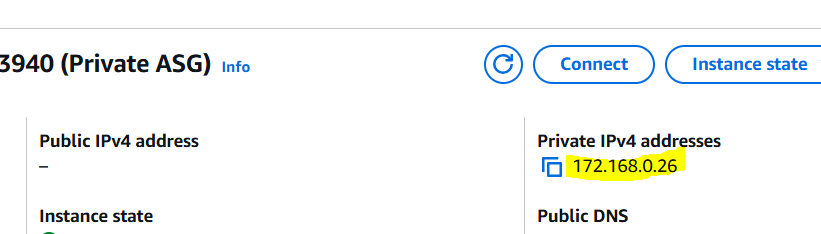 3940 (Private ASG) Info
Connect
Instance state
Public IPv4 address
–
Private IPv4 addresses
172.168.0.26
Instance state
Public DNS